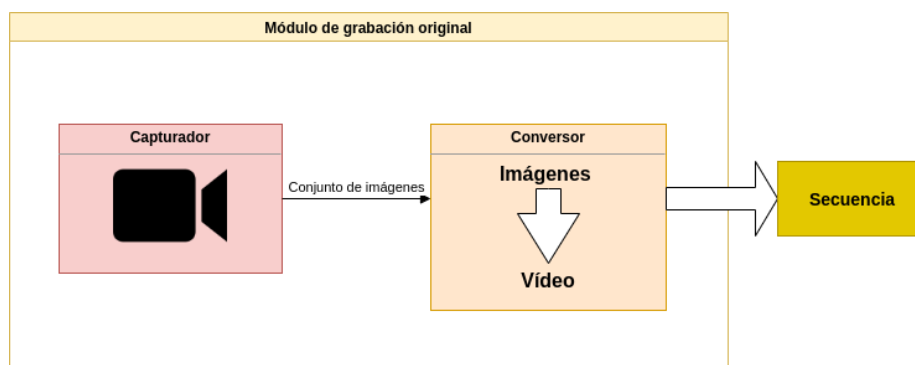 Módulo de grabación original
Capturador
Conjunto de imágenes
Conversor
Imágenes
Vídeo
Secuencia